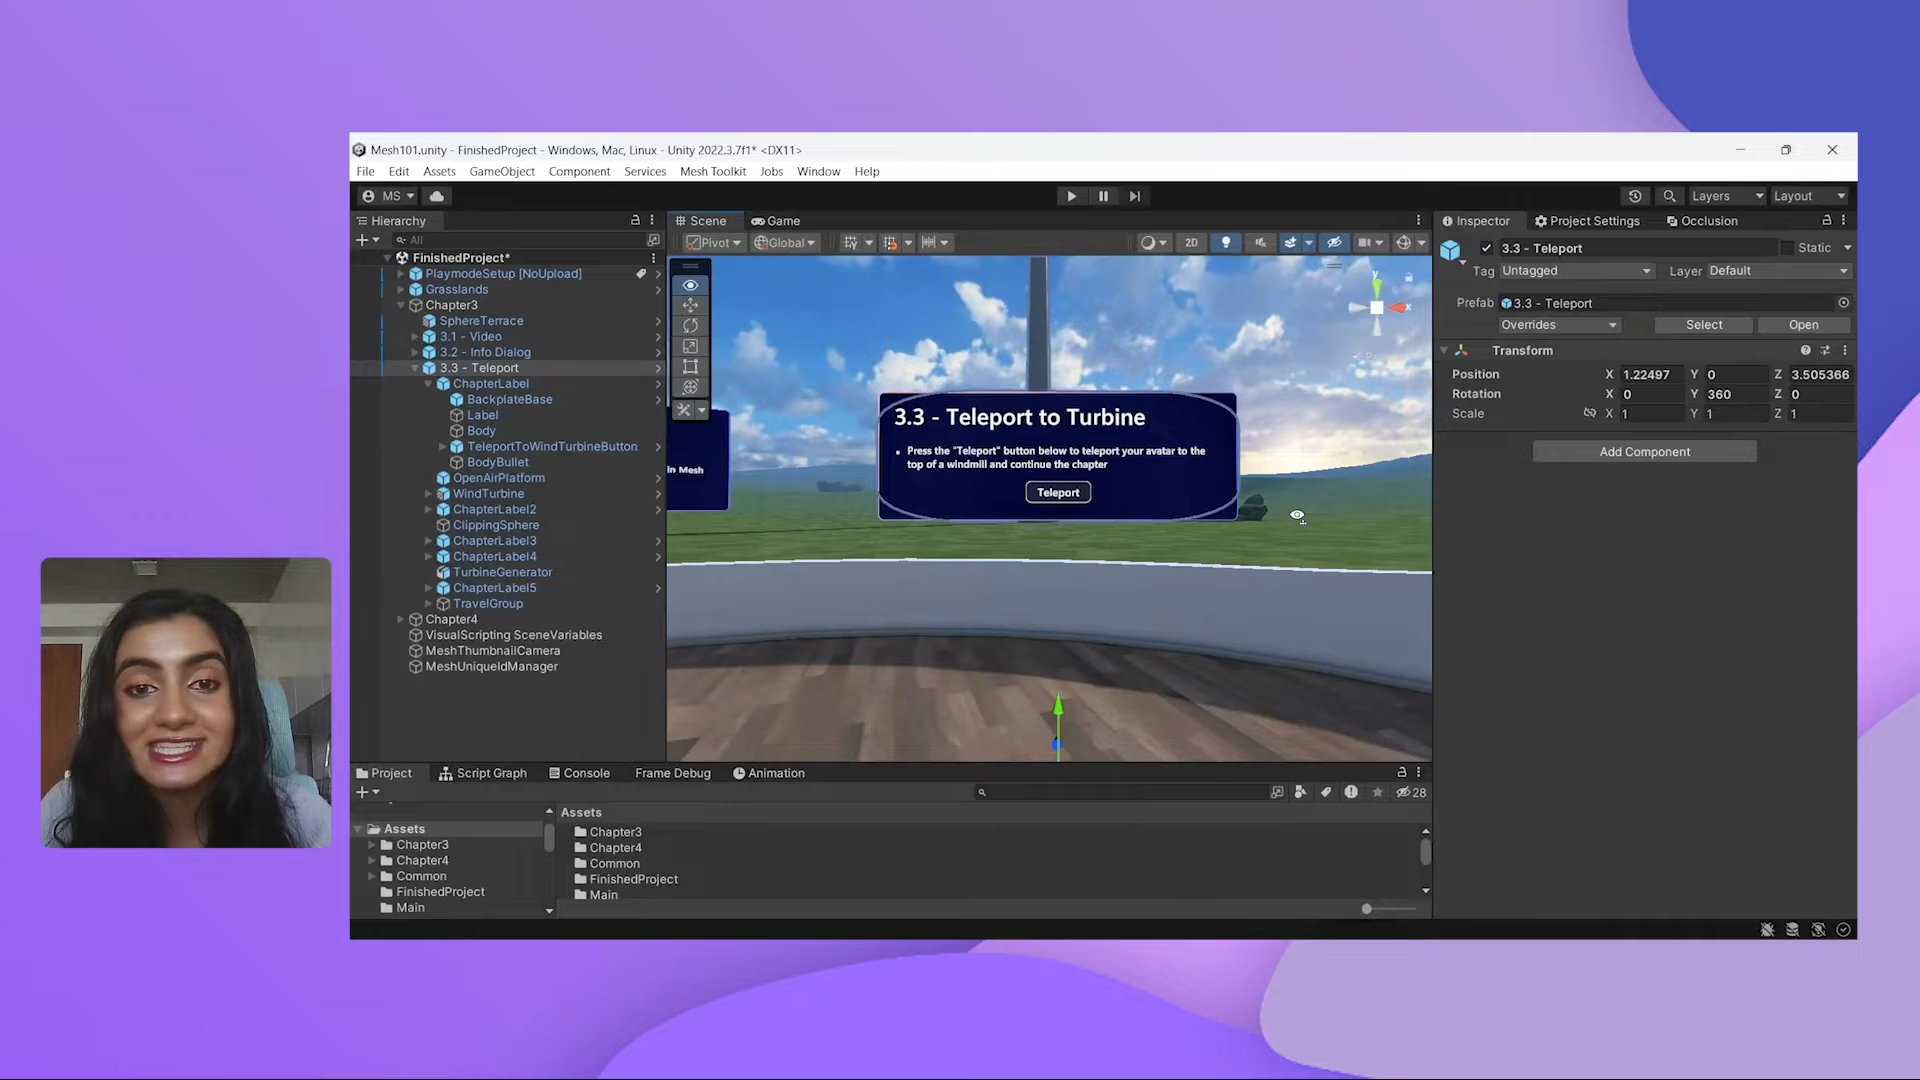 Mesh101.unity - FinishedProject - Windows, Mac, Linux - Unity 2022.3.7f1* <DX11>
File Edit Assets GameObject Component Services Mesh Toolkit Jobs Window Help
MS
Layers Layout
Hierarchy
Scene Game
Inspector Project Settings Occlusion
All
Pivot Global 2D
FinishedProject*
PlaymodeSetup [NoUpload]
Grasslands
Chapter3
SphereTerrace
3.1 - Video
3.2 - Info Dialog
3.3 - Teleport
ChapterLabel
BackplateBase
Label
Body
TeleportToWindTurbineButton
BodyBullet
OpenAirPlatform
WindTurbine
ChapterLabel2
ClippingSphere
ChapterLabel3
ChapterLabel4
TurbineGenerator
ChapterLabel5
TravelGroup
Chapter4
VisualScripting SceneVariables
MeshThumbnailCamera
MeshUniqueIdManager
y
x
in Mesh
3.3 - Teleport to Turbine
• Press the "Teleport" button below to teleport your avatar to the
top of a windmill and continue the chapter
Teleport
3.3 - Teleport Static
Tag Untagged Layer Default
Prefab 3.3 - Teleport
Overrides Select Open
Transform
Position X 1.22497 Y 0 Z 3.505366
Rotation X 0 Y 360 Z 0
Scale X 1 Y 1 Z 1
Add Component
Project Script Graph Console Frame Debug Animation
28
Assets
Chapter3
Chapter4
Common
FinishedProject
Main
Assets
Chapter3
Chapter4
Common
FinishedProject
Main